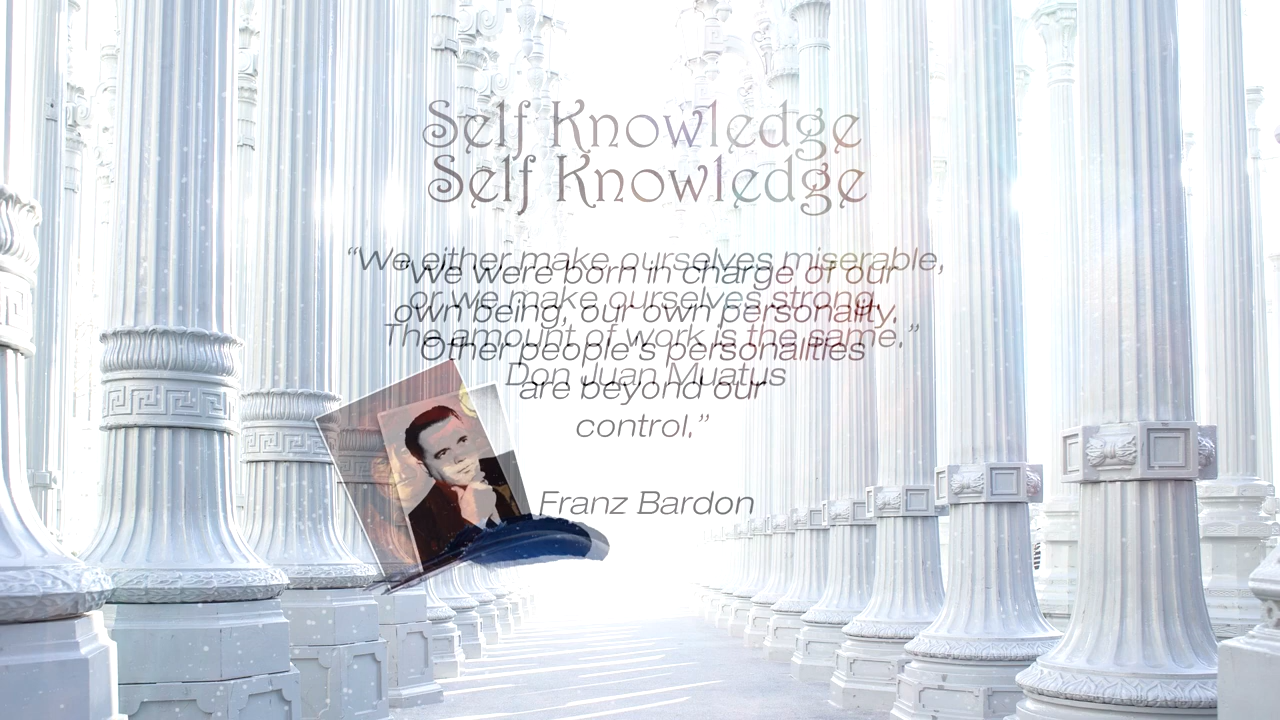 Self Knowledge
Self Knowledge
“We either make ourselves miserable,
or we make ourselves strong.
The amount of work is the same.”
Don Juan Muatus
“We were born in charge of our
own being, our own personality.
Other people's personalities
are beyond our
control.”
Franz Bardon